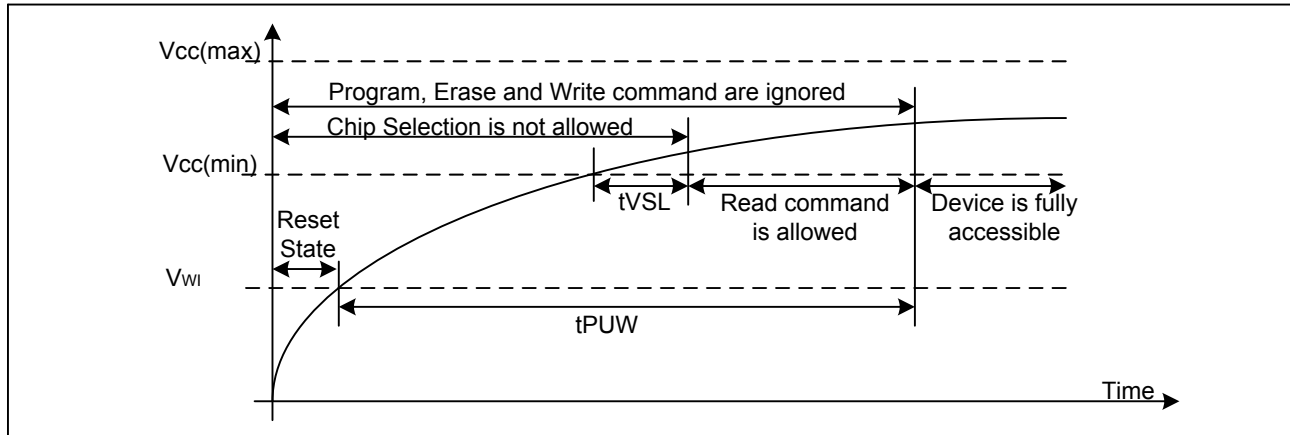 Vcc(max)
Program, Erase and Write command are ignored
Chip Selection is not allowed
Vcc(min)
tVSL
Read command
is allowed
Device is fully
accessible
Reset
State
VWI
tPUW
Time